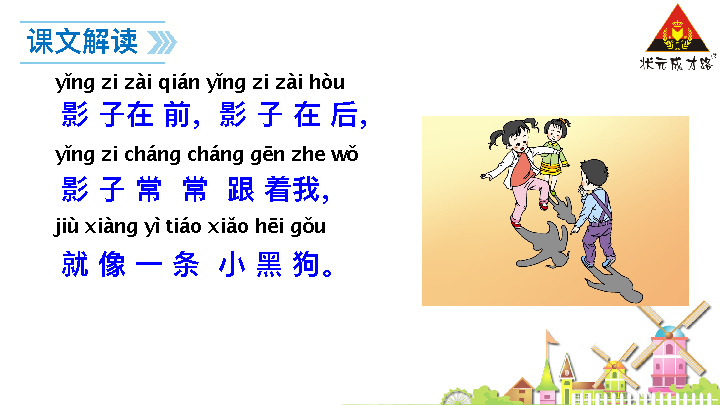 课文解读
状元成才路
yǐng zi zài qián yǐng zi zài hòu
影 子在 前，影 子 在 后，
yǐng zi cháng cháng gēn zhe wǒ
影 子 常 常 跟 着我，
jiù xiàng yì tiáo xiǎo hēi gǒu
就 像 一 条 小 黑 狗。